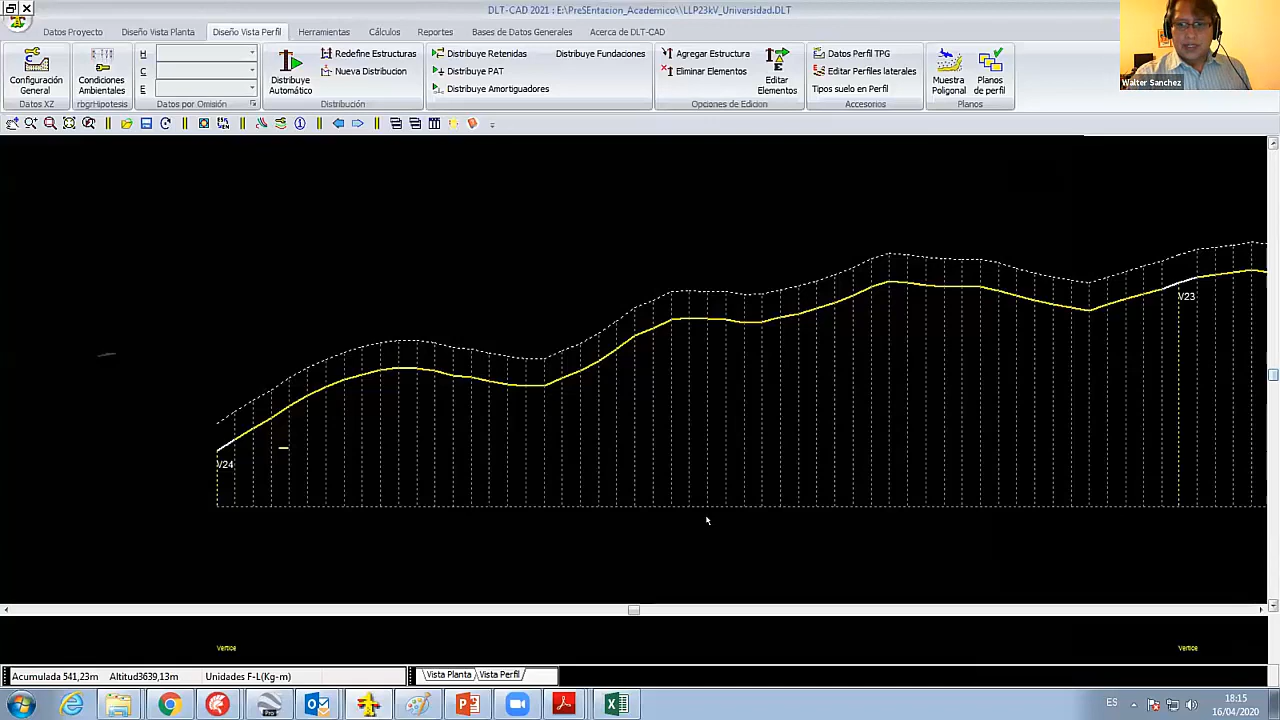 DLT-CAD 2021 : E:\PreSEntacion_Academico\\LLP23kV_Universidad.DLT
Datos Proyecto
Diseño Vista Planta
Diseño Vista Perfil
Herramientas
Cálculos
Reportes
Bases de Datos Generales
Acerca de DLT-CAD
Configuración
General
Datos XZ
Condiciones
Ambientales
rbgrHipotesis
H
C
E
Datos por Omisión
Distribuye
Automático
Redefine Estructuras
Nueva Distribucion
Distribución
Distribuye Retenidas
Distribuye Fundaciones
Distribuye PAT
Distribuye Amortiguadores
Agregar Estructura
Eliminar Elementos
Editar
Elementos
Opciones de Edicion
Datos Perfil TPG
Editar Perfiles laterales
Tipos suelo en Perfil
Accesorios
Muestra
Poligonal
Planos
de perfil
Planos
Walter Sanchez
V23
V24
Vertice
Vertice
Acumulada 541,23m
Altitud3639,13m
Unidades F-L(Kg-m)
Vista Planta
Vista Perfil
Pro
ES
18:15
16/04/2020